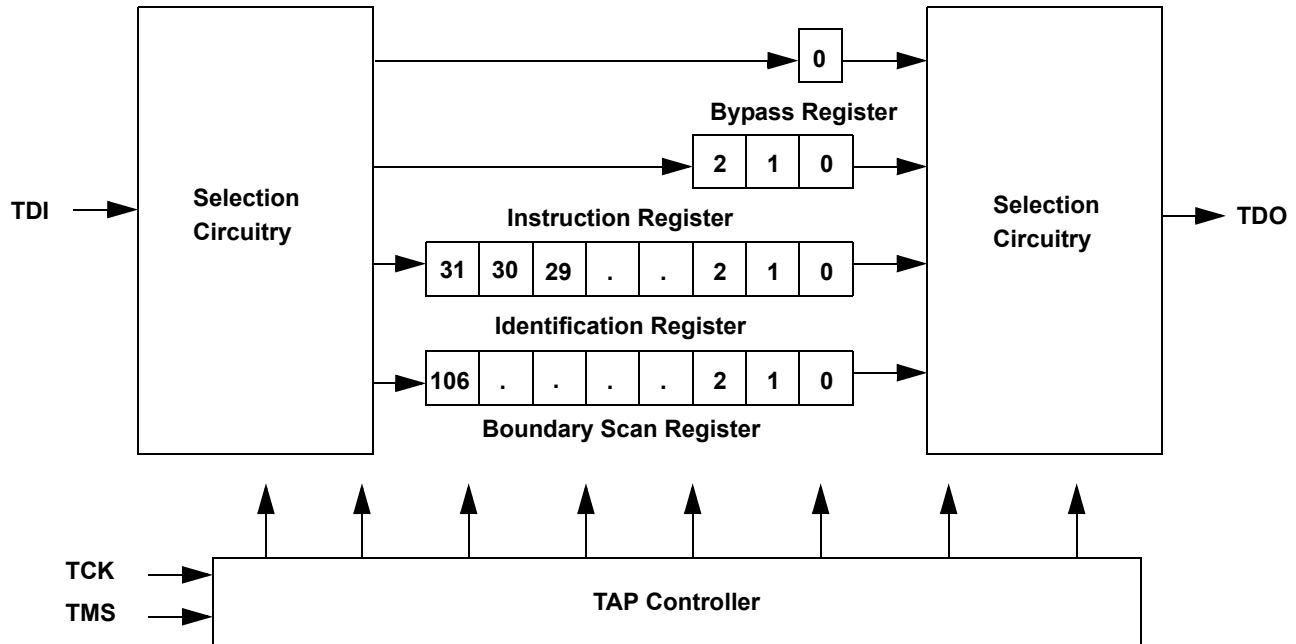 0
Bypass Register
2 1 0
TDI
Selection
Circuitry
Selection
Circuitry
TDO
Instruction Register
31 30 29 . . 2 1 0
Identification Register
106 . . . . 2 1 0
Boundary Scan Register
TCK
TMS
TAP Controller